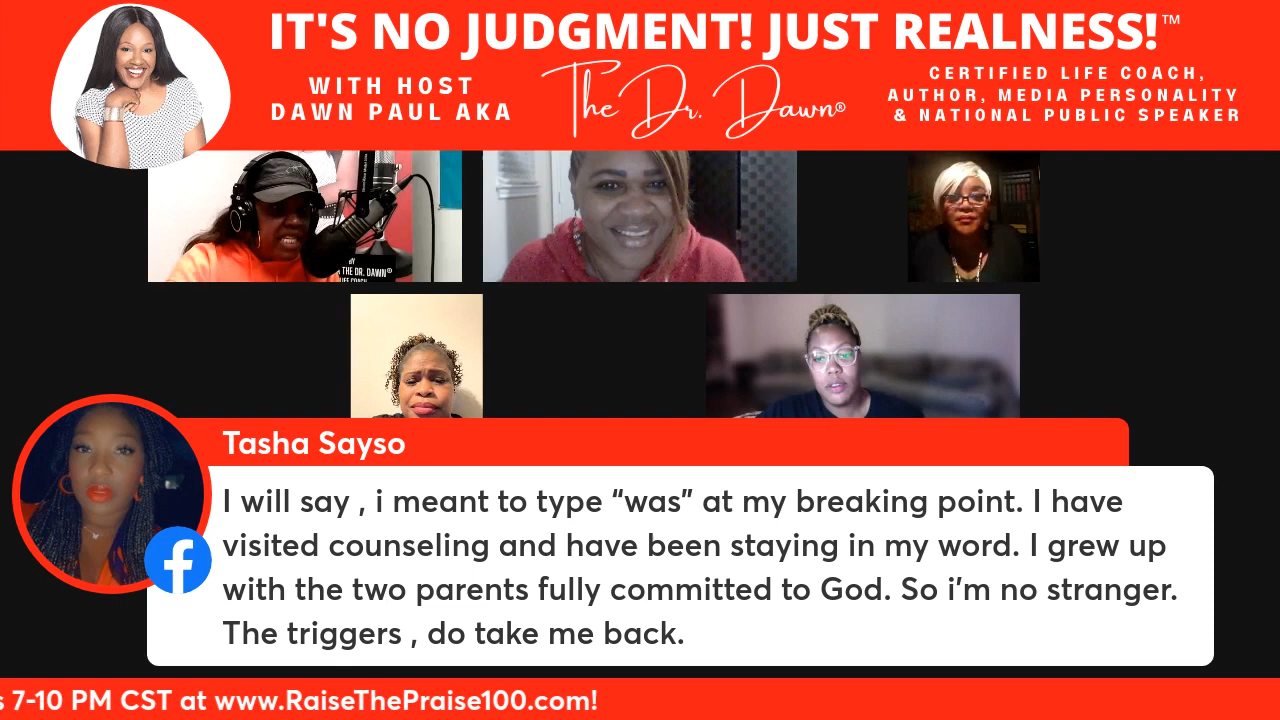 IT'S NO JUDGMENT! JUST REALNESS!™
WITH HOST
DAWN PAUL AKA
The Dr. Dawn®
CERTIFIED LIFE COACH,
AUTHOR, MEDIA PERSONALITY
& NATIONAL PUBLIC SPEAKER
THE DR. DAWN®
LIFE COACH
Tasha Sayso
I will say , i meant to type “was” at my breaking point. I have
visited counseling and have been staying in my word. I grew up
with the two parents fully committed to God. So i’m no stranger.
The triggers , do take me back.
s 7-10 PM CST at www.RaiseThePraise100.com!